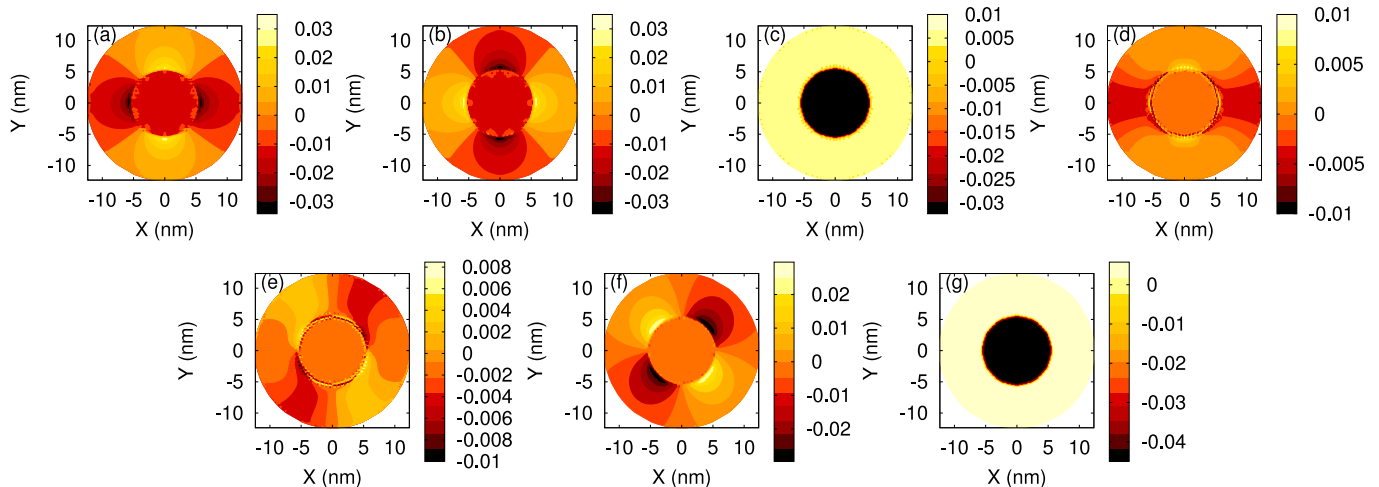 (a)
Y (nm)
10
5
0
-5
-10
-10 -5 0 5 10
X (nm)
0.03
0.02
0.01
0
-0.01
-0.02
-0.03
(b)
Y (nm)
10
5
0
-5
-10
-10 -5 0 5 10
X (nm)
0.03
0.02
0.01
0
-0.01
-0.02
-0.03
(c)
Y (nm)
10
5
0
-5
-10
-10 -5 0 5 10
X (nm)
0.01
0.005
0
-0.005
-0.01
-0.015
-0.02
-0.025
-0.03
(d)
Y (nm)
10
5
0
-5
-10
-10 -5 0 5 10
X (nm)
0.01
0.005
0
-0.005
-0.01
(e)
Y (nm)
10
5
0
-5
-10
-10 -5 0 5 10
X (nm)
0.008
0.006
0.004
0.002
0
-0.002
-0.004
-0.006
-0.008
-0.01
(f)
Y (nm)
10
5
0
-5
-10
-10 -5 0 5 10
X (nm)
0.02
0.01
0
-0.01
-0.02
(g)
Y (nm)
10
5
0
-5
-10
-10 -5 0 5 10
X (nm)
0
-0.01
-0.02
-0.03
-0.04